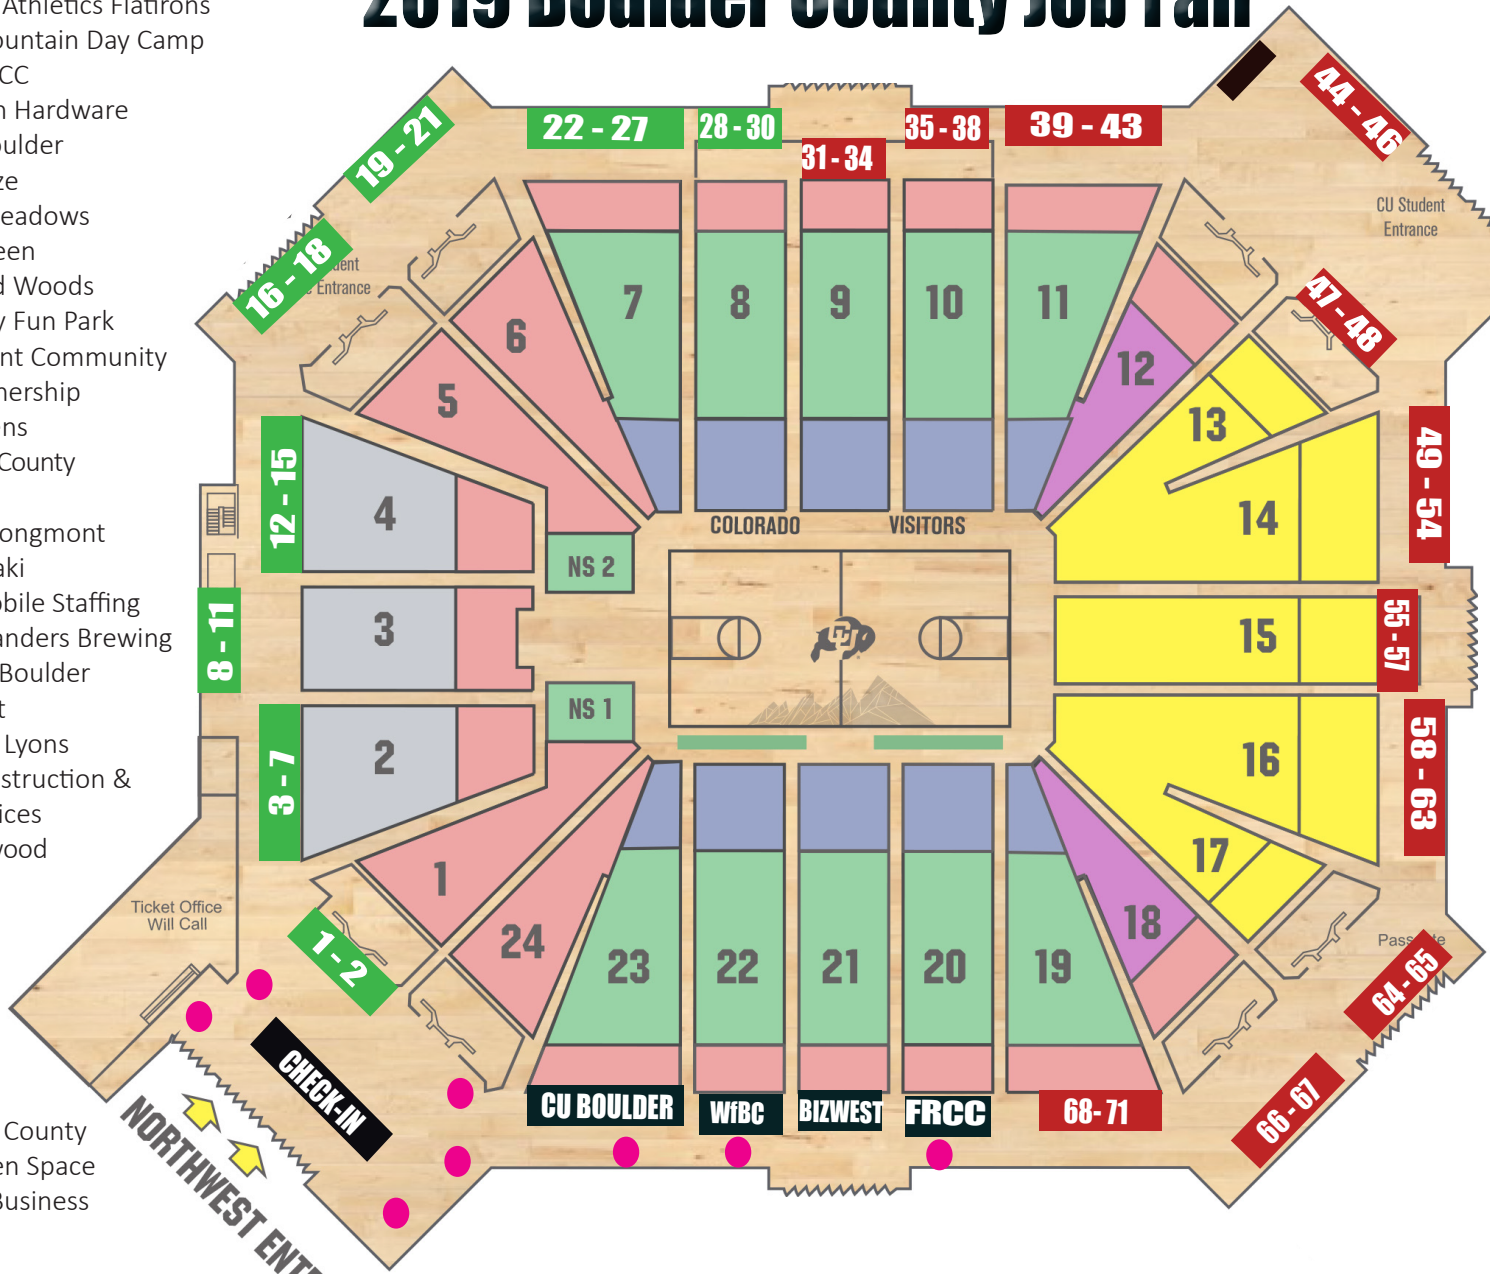 2019 Boulder County Job Fair
Athletics Flatirons
ountain Day Camp
CC
n Hardware
oulder
ze
eadows
een
d Woods
y Fun Park
nt Community
nership
ens
County
ongmont
aki
obile Staffing
anders Brewing
Boulder
t
Lyons
struction &
ices
wood
County
en Space
Business
19 - 21
22 - 27
28 - 30
31 - 34
35 - 38
39 - 43
44 - 46
CU Student
Entrance
16 - 18
dent
Entrance
47 - 48
7
8
9
10
11
6
12
5
13
12 - 15
4
14
49 - 54
COLORADO
VISITORS
NS 2
8 - 11
3
CU
15
55 - 57
NS 1
3 - 7
2
16
58 - 63
1
17
Ticket Office
Will Call
1 - 2
24
23
22
21
20
19
18
64 - 65
CHECK-IN
CU BOULDER
WfBC
BIZWEST
FRCC
68 - 71
66 - 67
NORTHWEST ENT